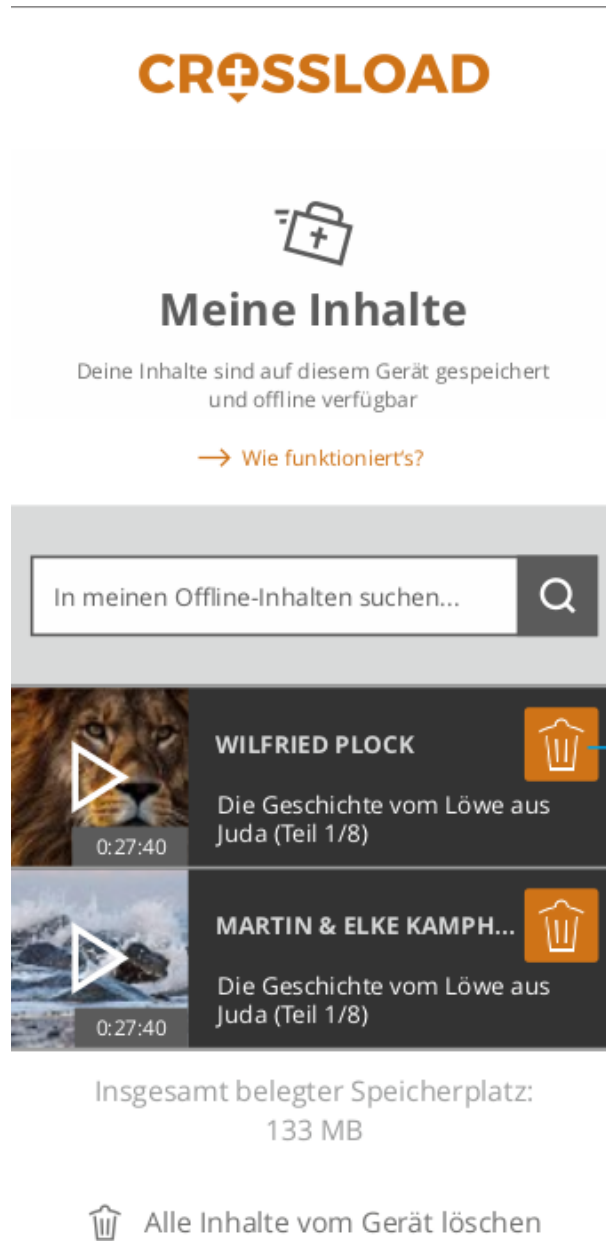 CROSSLOAD
Meine Inhalte
Deine Inhalte sind auf diesem Gerät gespeichert
und offline verfügbar
→ Wie funktioniert's?
In meinen Offline-Inhalten suchen...
WILFRIED PLOCK
Die Geschichte vom Löwe aus
Juda (Teil 1/8)
0:27:40
MARTIN & ELKE KAMPH...
Die Geschichte vom Löwe aus
Juda (Teil 1/8)
0:27:40
Insgesamt belegter Speicherplatz:
133 MB
Alle Inhalte vom Gerät löschen